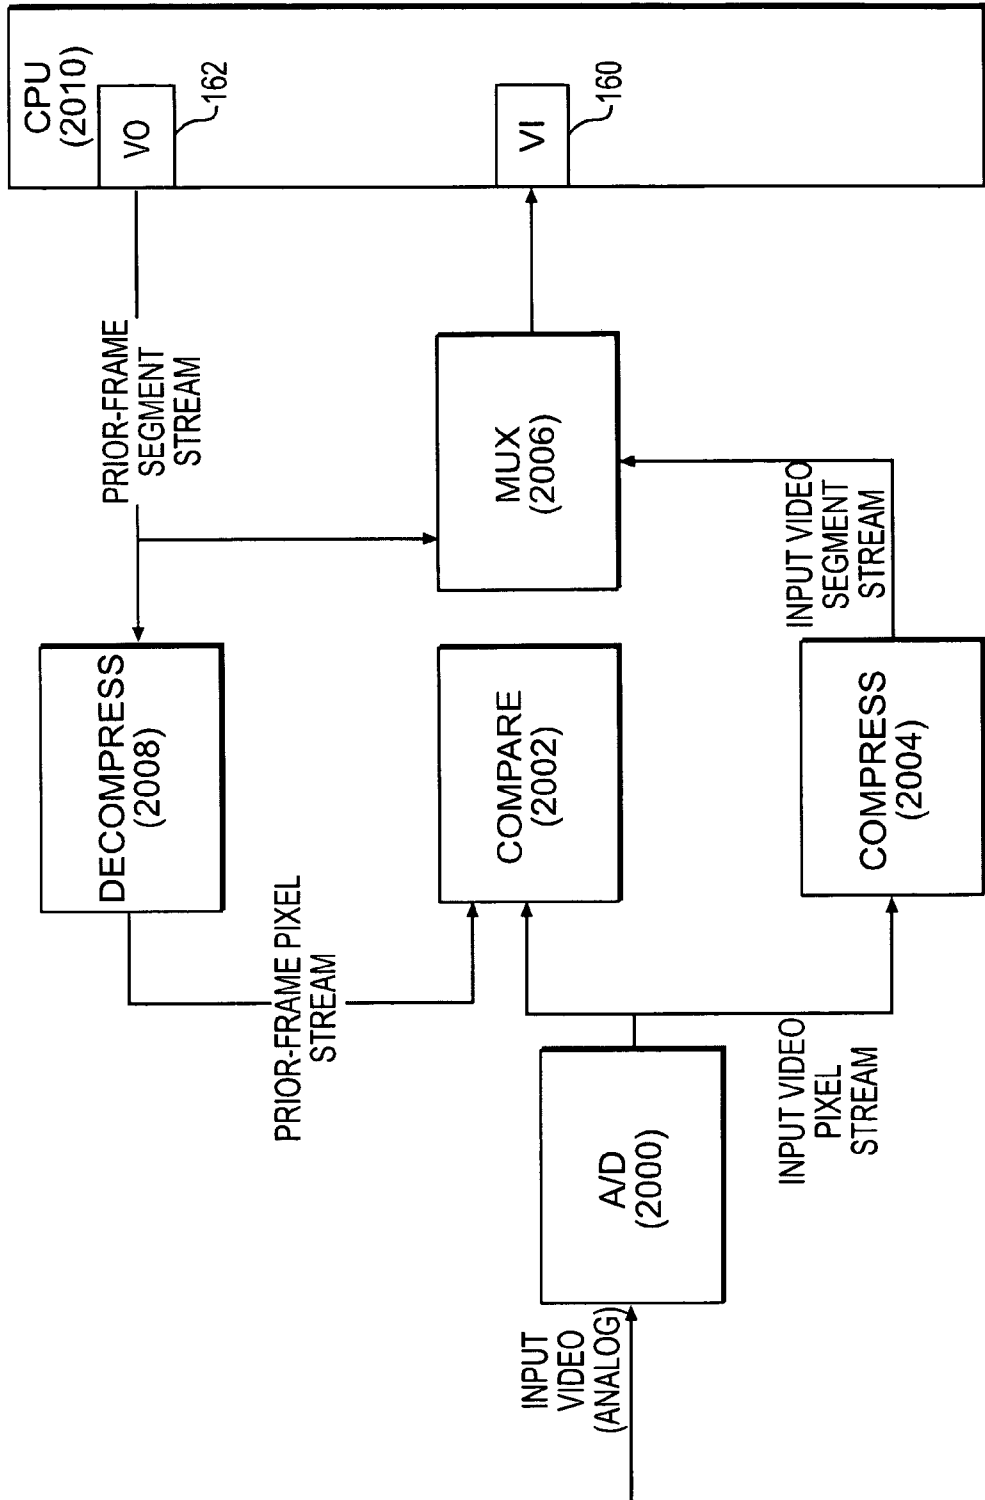 CPU
(2010)
VO
162
VI
160
PRIOR-FRAME
SEGMENT
STREAM
MUX
(2006)
INPUT VIDEO
SEGMENT
STREAM
DECOMPRESS
(2008)
COMPARE
(2002)
COMPRESS
(2004)
PRIOR-FRAME PIXEL
STREAM
INPUT VIDEO
PIXEL
STREAM
A/D
(2000)
INPUT
VIDEO
(ANALOG)